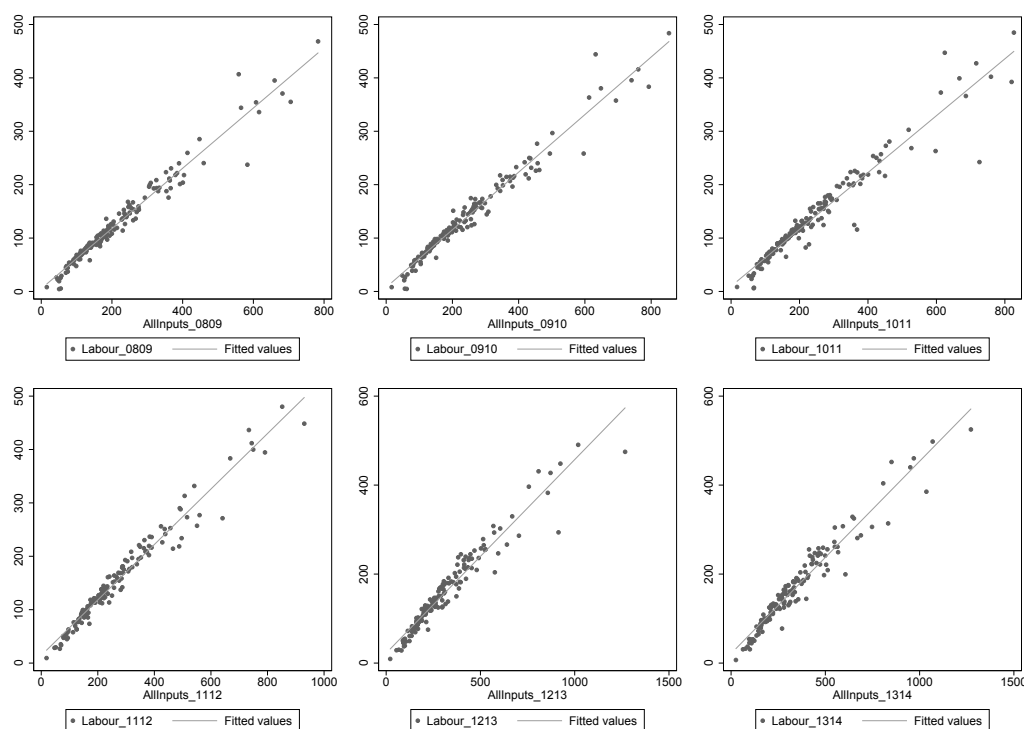 500
400
300
200
100
0
0 200 400 600 800
AllInputs_0809
Labour_0809 Fitted values
500
400
300
200
100
0
0 200 400 600 800
AllInputs_0910
Labour_0910 Fitted values
500
400
300
200
100
0
0 200 400 600 800
AllInputs_1011
Labour_1011 Fitted values
500
400
300
200
100
0
0 200 400 600 800 1000
AllInputs_1112
Labour_1112 Fitted values
600
400
200
0
0 500 1000 1500
AllInputs_1213
Labour_1213 Fitted values
600
400
200
0
0 500 1000 1500
AllInputs_1314
Labour_1314 Fitted values